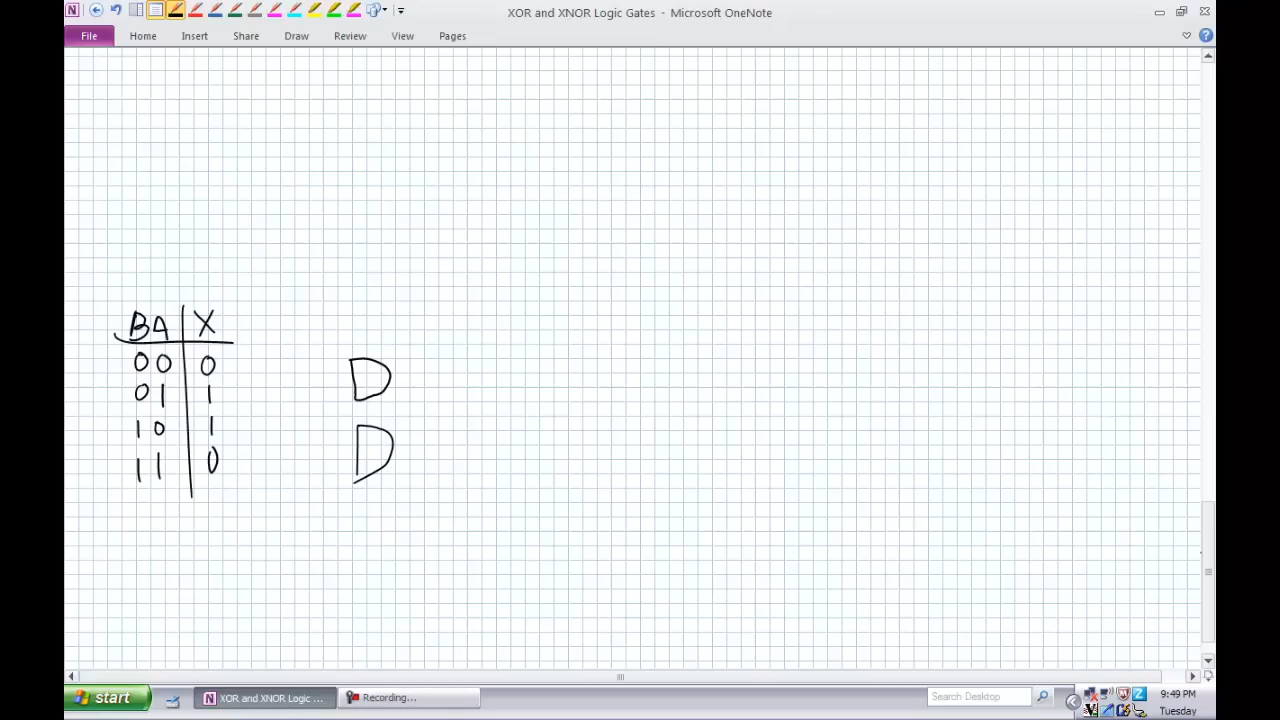 XOR and XNOR Logic Gates - Microsoft OneNote
File Home Insert Share Draw Review View Pages
B A X
0 0 0
0 1 1
1 0 1
1 1 0
start
XOR and XNOR Logic ...
Recording...
Search Desktop
9:49 PM
Tuesday